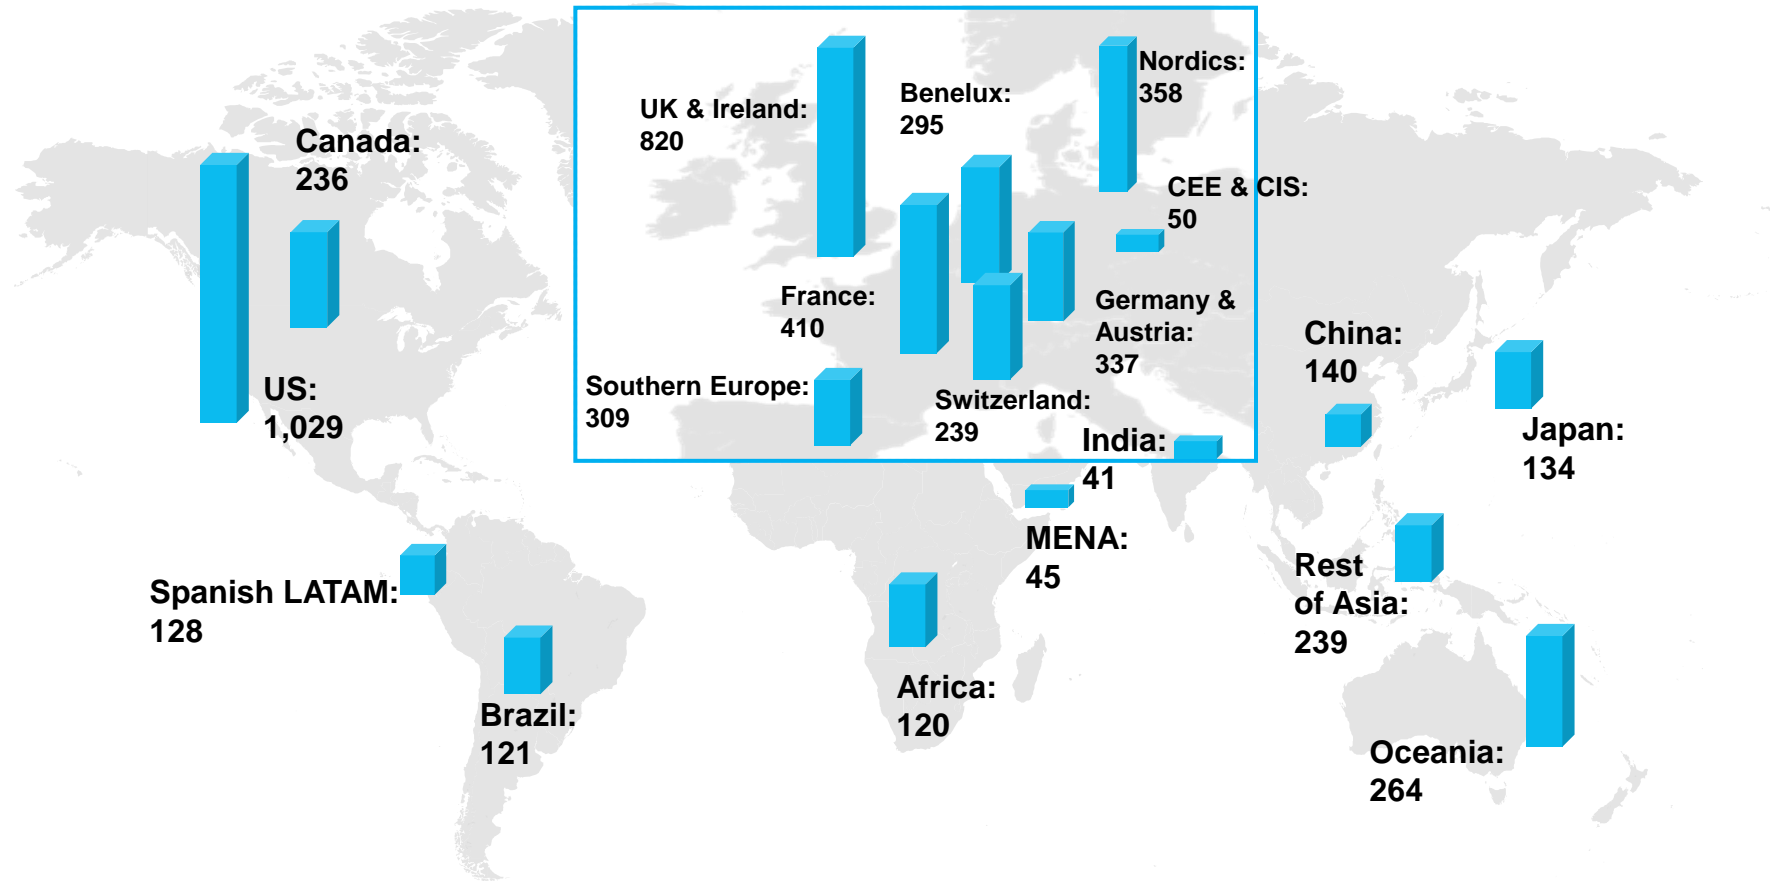 Nordics:
358
Benelux:
295
UK & Ireland:
820
Canada:
236
CEE & CIS:
50
France:
410
Germany &
Austria:
337
China:
140
US:
1,029
Southern Europe:
309
Switzerland:
239
India:
41
Japan:
134
MENA:
45
Spanish LATAM:
128
Rest
of Asia:
239
Africa:
120
Brazil:
121
Oceania:
264